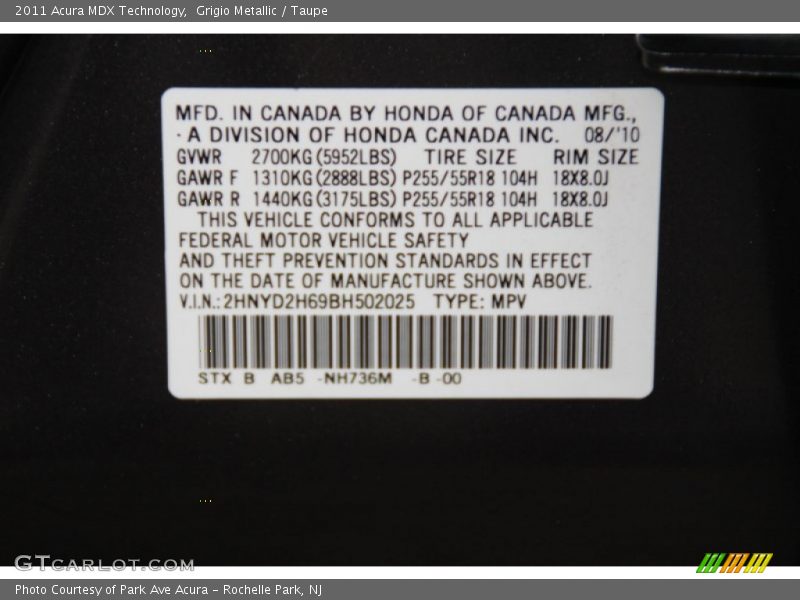 2011 Acura MDX Technology,  Grigio Metallic / Taupe
MFD. IN CANADA BY HONDA OF CANADA MFG.,
A DIVISION OF HONDA CANADA INC.   08/'10
GVWR   2700KG(5952LBS)   TIRE SIZE   RIM SIZE
GAWR F  1310KG(2888LBS) P255/55R18 104H  18X8.0J
GAWR R  1440KG(3175LBS) P255/55R18 104H  18X8.0J
THIS VEHICLE CONFORMS TO ALL APPLICABLE
FEDERAL MOTOR VEHICLE SAFETY
AND THEFT PREVENTION STANDARDS IN EFFECT
ON THE DATE OF MANUFACTURE SHOWN ABOVE.
V.I.N.: 2HNYD2H69BH502025   TYPE: MPV
STX  B   AB5  -NH736M   -B -00
GTCARLOT.COM
Photo Courtesy of Park Ave Acura - Rochelle Park, NJ